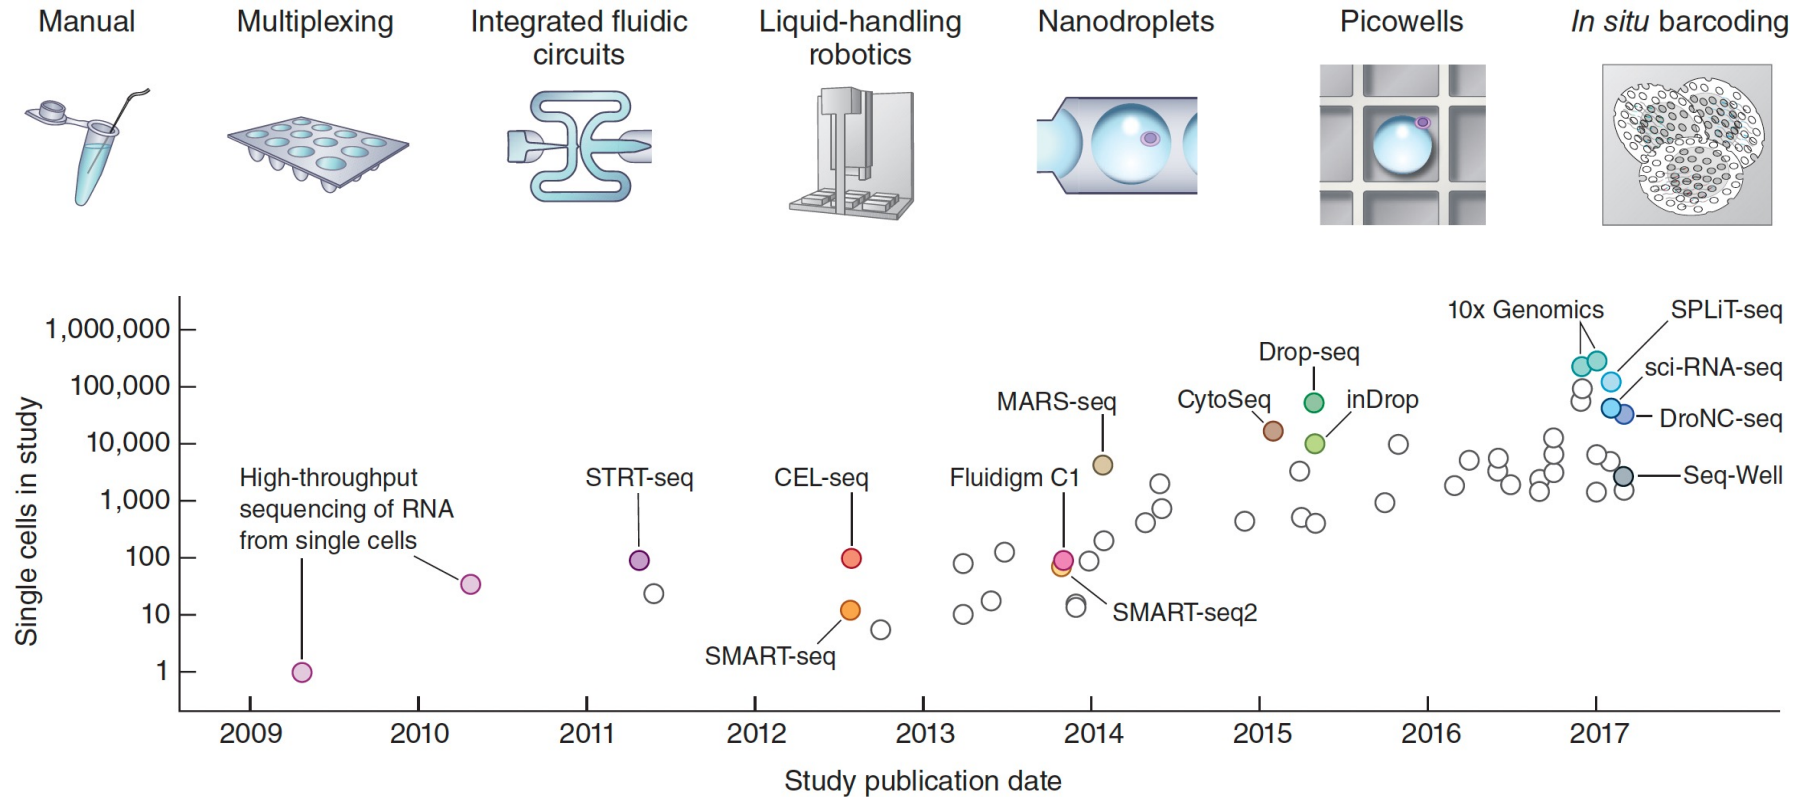 Manual
Multiplexing
Integrated fluidic
circuits
Liquid-handling
robotics
Nanodroplets
Picowells
In situ barcoding
Single cells in study
1,000,000
100,000
10,000
1,000
100
10
1
High-throughput
sequencing of RNA
from single cells
STRT-seq
CEL-seq
SMART-seq
Fluidigm C1
SMART-seq2
MARS-seq
CytoSeq
Drop-seq
inDrop
10x Genomics
SPLiT-seq
sci-RNA-seq
DroNC-seq
Seq-Well
2009
2010
2011
2012
2013
2014
2015
2016
2017
Study publication date